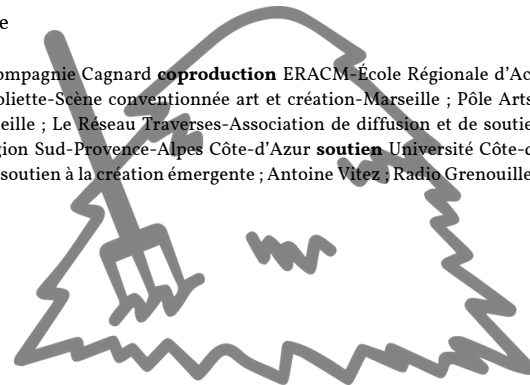 e
ompagnie Cagnard coproduction ERACM-École Régionale d'Ac
oliette-Scène conventionnée art et création-Marseille ; Pôle Arts
eille ; Le Réseau Traverses-Association de diffusion et de soutie
gion Sud-Provence-Alpes Côte-d'Azur soutien Université Côte-d
soutien à la création émergente ; Antoine Vitez ; Radio Grenouille